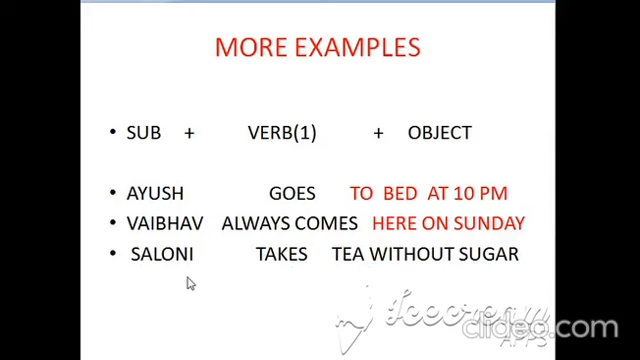 MORE EXAMPLES
• SUB + VERB(1) + OBJECT
• AYUSH GOES TO BED AT 10 PM
• VAIBHAV ALWAYS COMES HERE ON SUNDAY
• SALONI TAKES TEA WITHOUT SUGAR
clideo.com